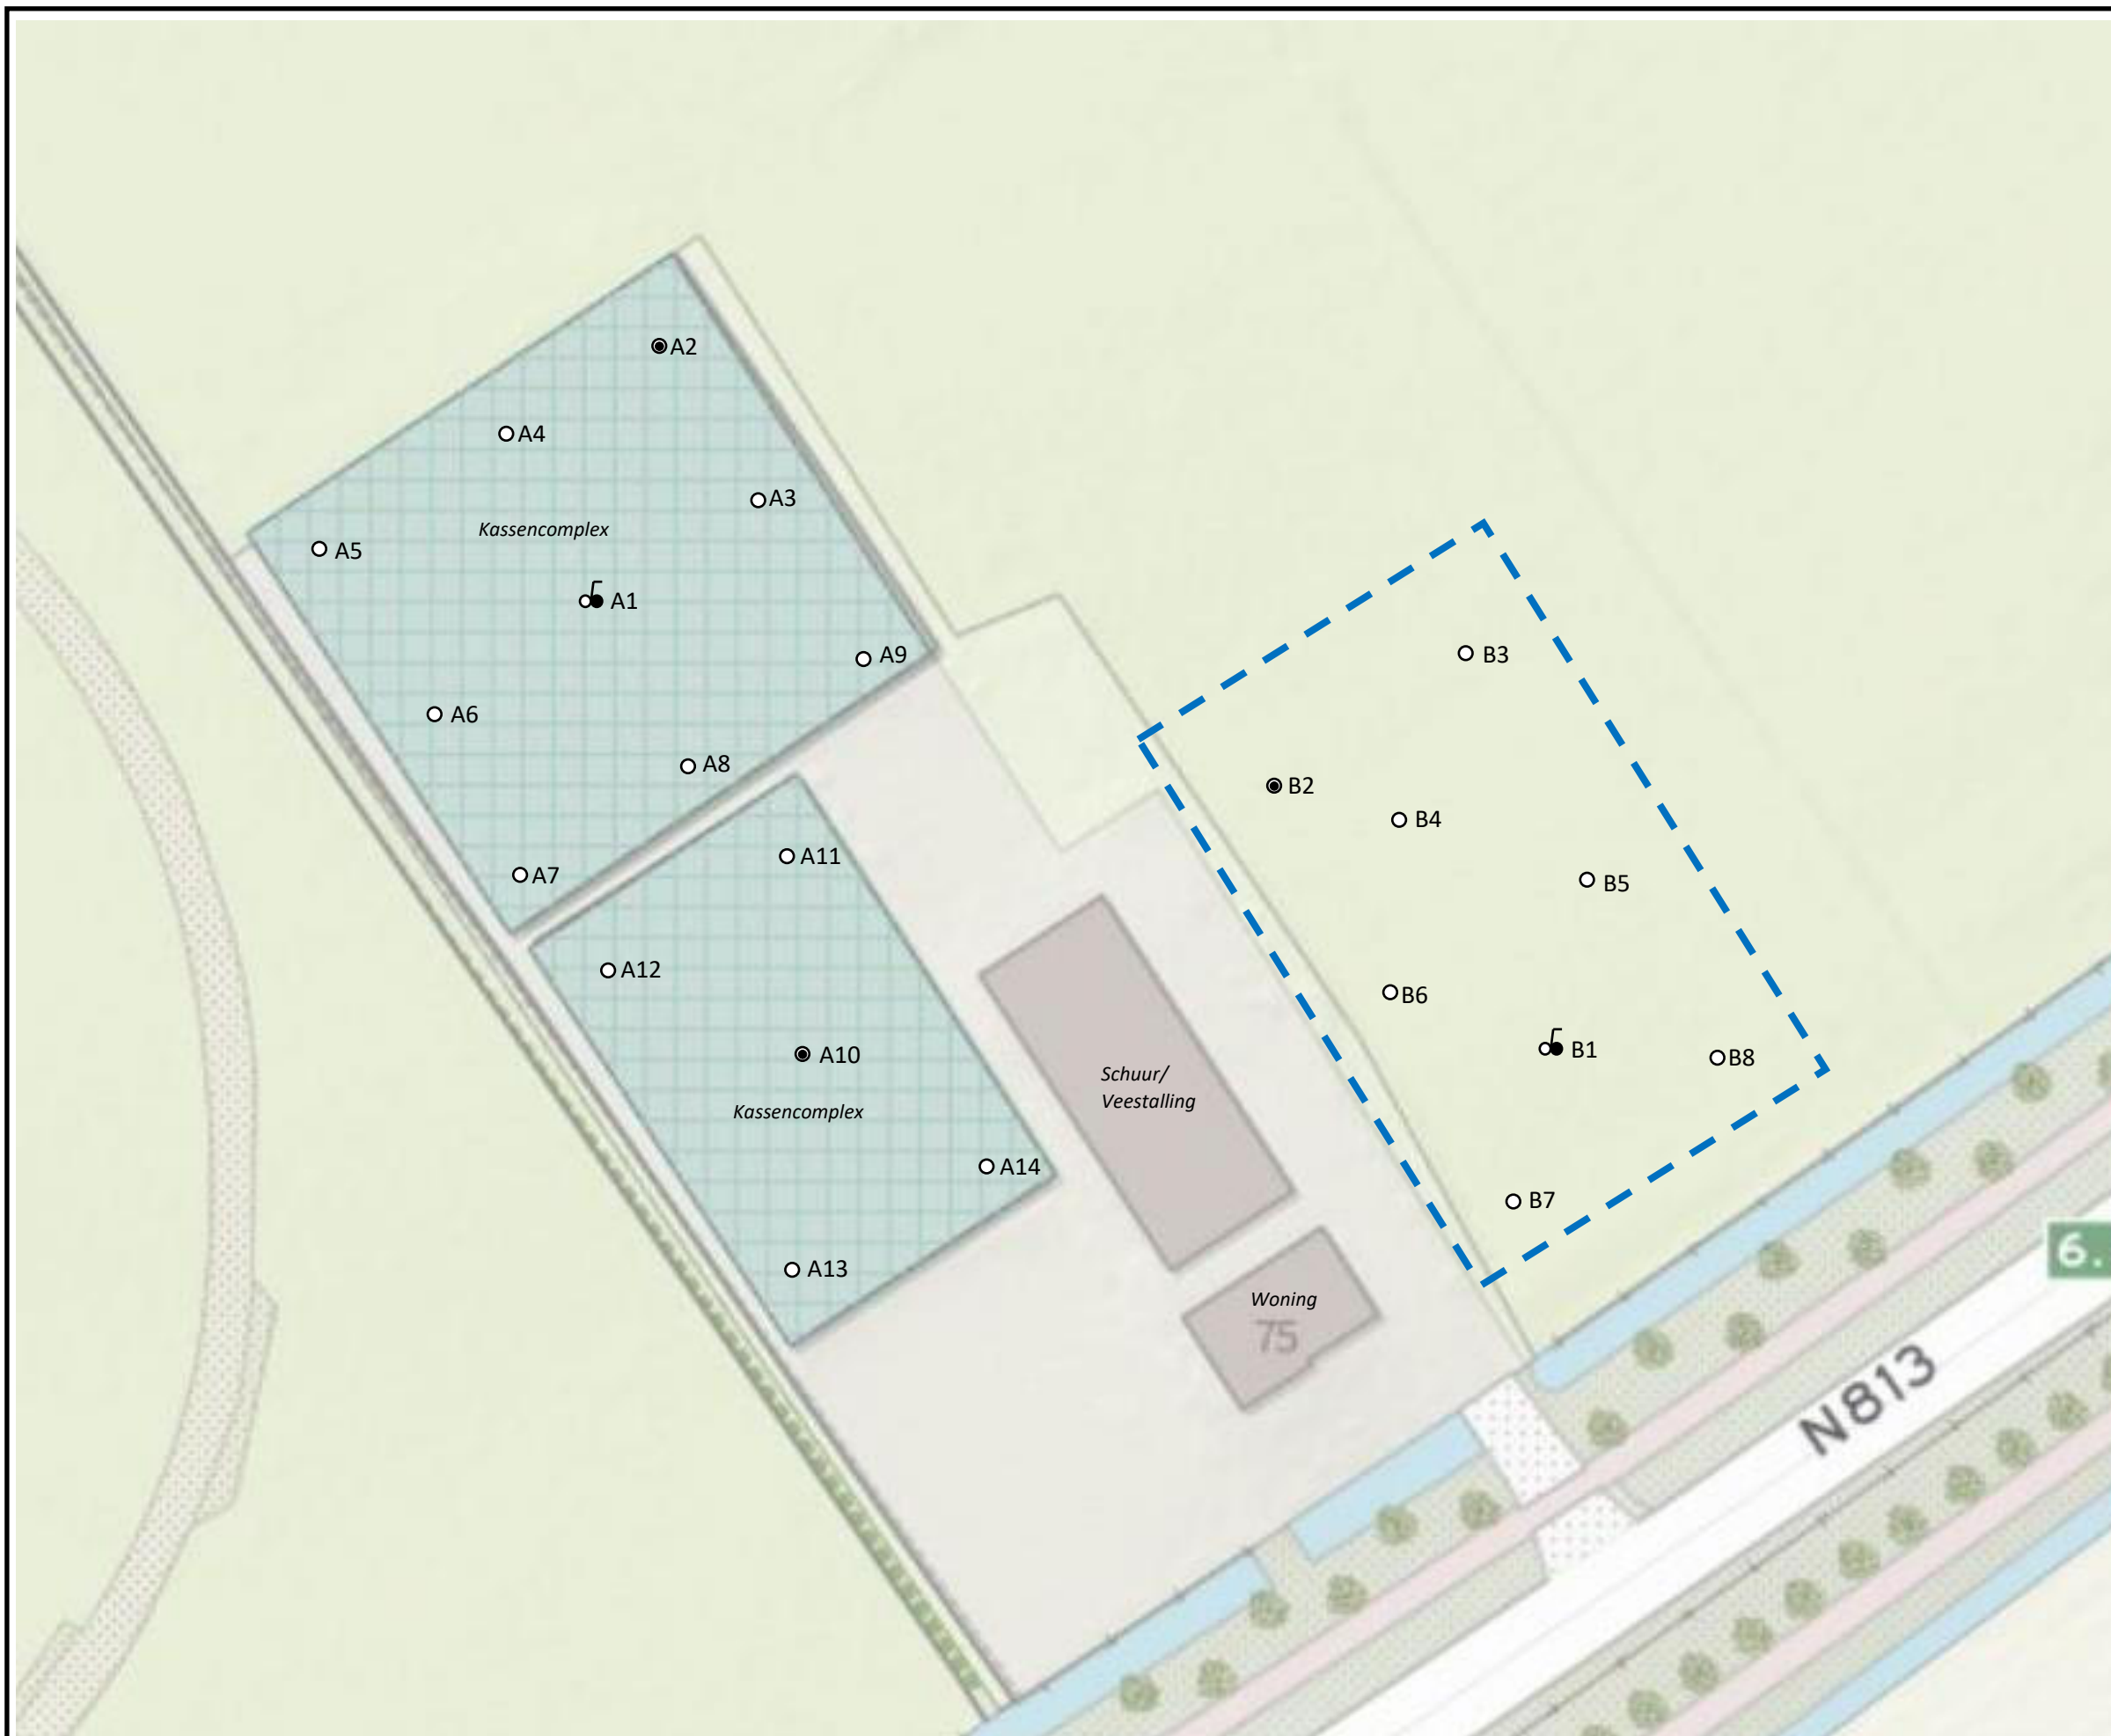 A2
A4
A3
Kassencomplex
A5
A1
A9
B3
A6
A8
B2
B4
A11
A7
B5
A12
B6
A10
B1
B8
Schuur/
Veestalling
Kassencomplex
A14
B7
A13
6.
Woning
75
N813